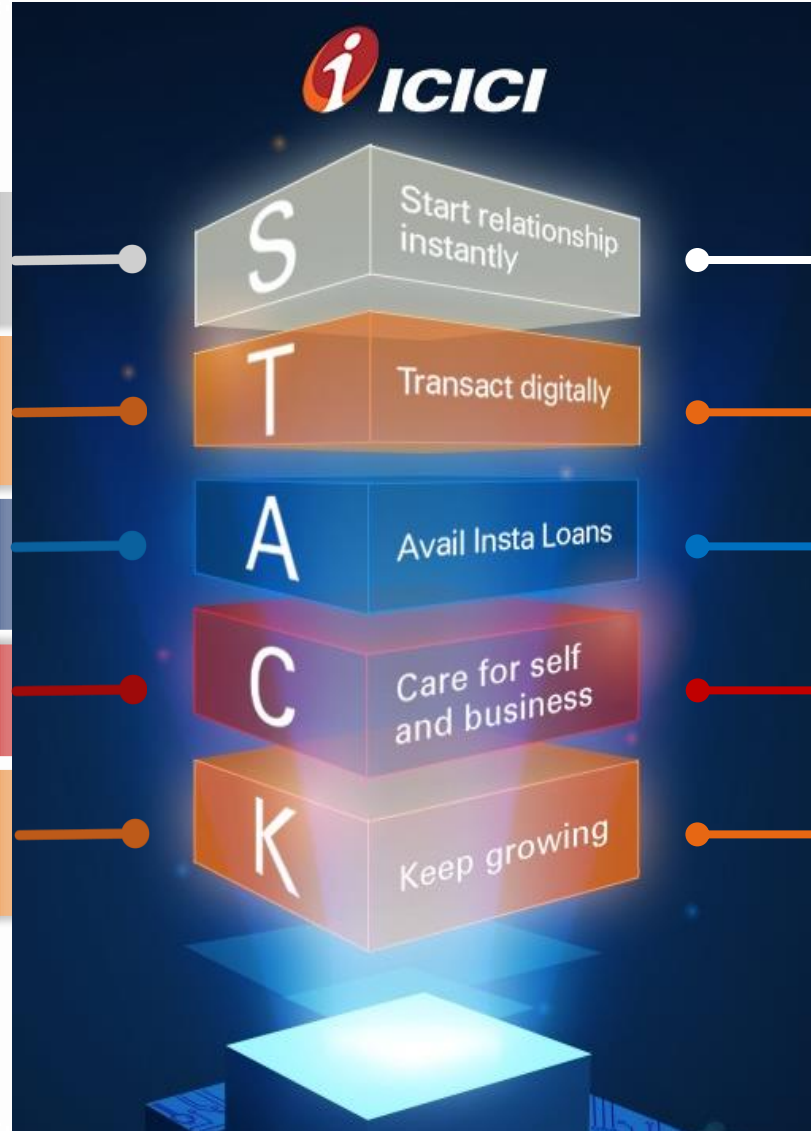 i ICICI
S
Start relationship
instantly
T
Transact digitally
A
Avail Insta Loans
C
Care for self
and business
K
Keep growing